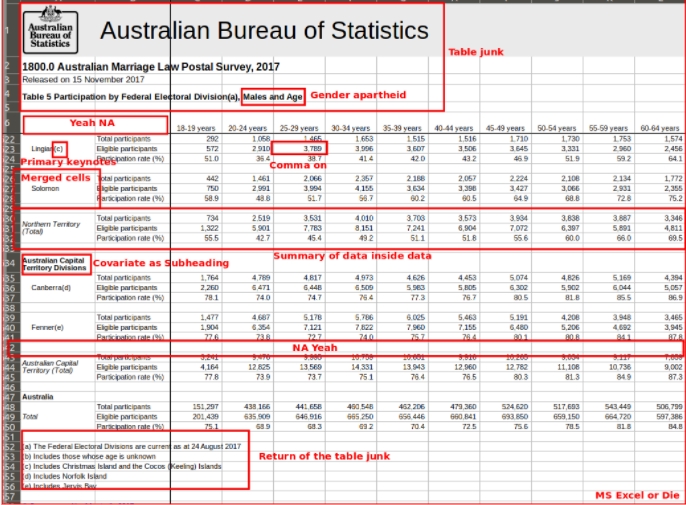 Australian Bureau of Statistics
Australian Bureau of Statistics
Table junk
1800.0 Australian Marriage Law Postal Survey, 2017
Released on 15 November 2017
Table 5 Participation by Federal Electoral Division(a), Males and Age
Gender apartheid
Yeah NA
18-19 years 20-24 years 25-29 years 30-34 years 35-39 years 40-44 years 45-49 years 50-54 years 55-59 years 60-64 years
Total participants 292 1,058 1,465 1,653 1,515 1,516 1,710 1,753 1,753 1,574
Lingiari(c) Eligible participants 572 2,910 3,789 3,996 3,607 3,506 3,645 3,331 2,960 2,456
Participation rate (%) 51.0 36.4 38.7 41.4 42.0 43.2 46.9 51.9 59.2 64.1
Primary keynotes
Comma on
Merged cells
Total participants 442 1,461 2,066 2,357 2,188 2,057 2,224 2,108 2,134 1,772
Solomon Eligible participants 750 2,991 3,994 4,155 3,634 3,398 3,427 3,066 2,931 2,355
Participation rate (%) 58.9 48.8 51.7 56.7 60.2 60.5 64.9 68.8 72.8 75.2
Total participants 734 2,519 3,531 4,010 3,703 3,573 3,934 3,838 3,887 3,346
Northern Territory (Total) Eligible participants 1,322 5,901 7,783 8,151 7,241 6,904 7,072 6,397 5,891 4,811
Participation rate (%) 55.5 42.7 45.4 49.2 51.1 51.8 55.6 60.0 66.0 69.5
Summary of data inside data
Australian Capital Territory Divisions
Covariate as Subheading
Total participants 1,764 4,789 4,817 4,973 4,626 4,453 5,074 4,826 5,169 4,394
Canberra(d) Eligible participants 2,260 6,471 6,448 6,509 5,983 5,805 6,302 5,902 6,044 5,057
Participation rate (%) 78.1 74.0 74.7 76.4 77.3 76.7 80.5 81.8 85.5 86.9
Total participants 1,477 4,687 5,178 5,786 6,025 5,463 5,191 4,208 3,948 3,465
Fenner(e) Eligible participants 1,904 6,354 7,121 7,822 7,960 7,155 6,480 5,206 4,692 3,945
Participation rate (%) 77.6 73.8 72.7 74.0 75.7 76.4 80.1 80.8 84.1 87.8
NA Yeah
Australian Capital Territory (Total) Eligible participants 4,164 12,825 13,569 14,331 13,943 12,960 12,782 11,108 10,736 9,002
Participation rate (%) 77.8 73.9 73.7 75.1 76.4 76.5 80.3 81.3 84.9 87.3
Australia
Total participants 151,297 438,166 441,658 460,548 462,206 479,360 524,620 517,693 543,449 506,799
Total Eligible participants 201,439 635,909 646,916 665,250 656,446 660,841 693,850 659,150 664,720 597,386
Participation rate (%) 75.1 68.9 68.3 69.2 70.4 72.5 75.6 78.5 81.8 84.8
(a) The Federal Electoral Divisions are current as at 24 August 2017
(b) Includes those whose age is unknown
(c) Includes Christmas Island and the Cocos (Keeling) Islands
(d) Includes Norfolk Island
(e) Includes Jervis Bay
Return of the table junk
MS Excel or Die